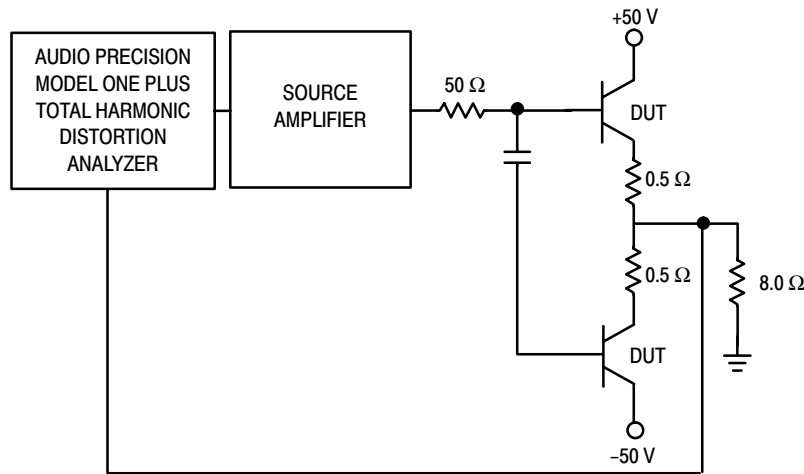 AUDIO PRECISION
MODEL ONE PLUS
TOTAL HARMONIC
DISTORTION
ANALYZER
SOURCE
AMPLIFIER
50 Ω
+50 V
DUT
0.5 Ω
0.5 Ω
8.0 Ω
DUT
–50 V